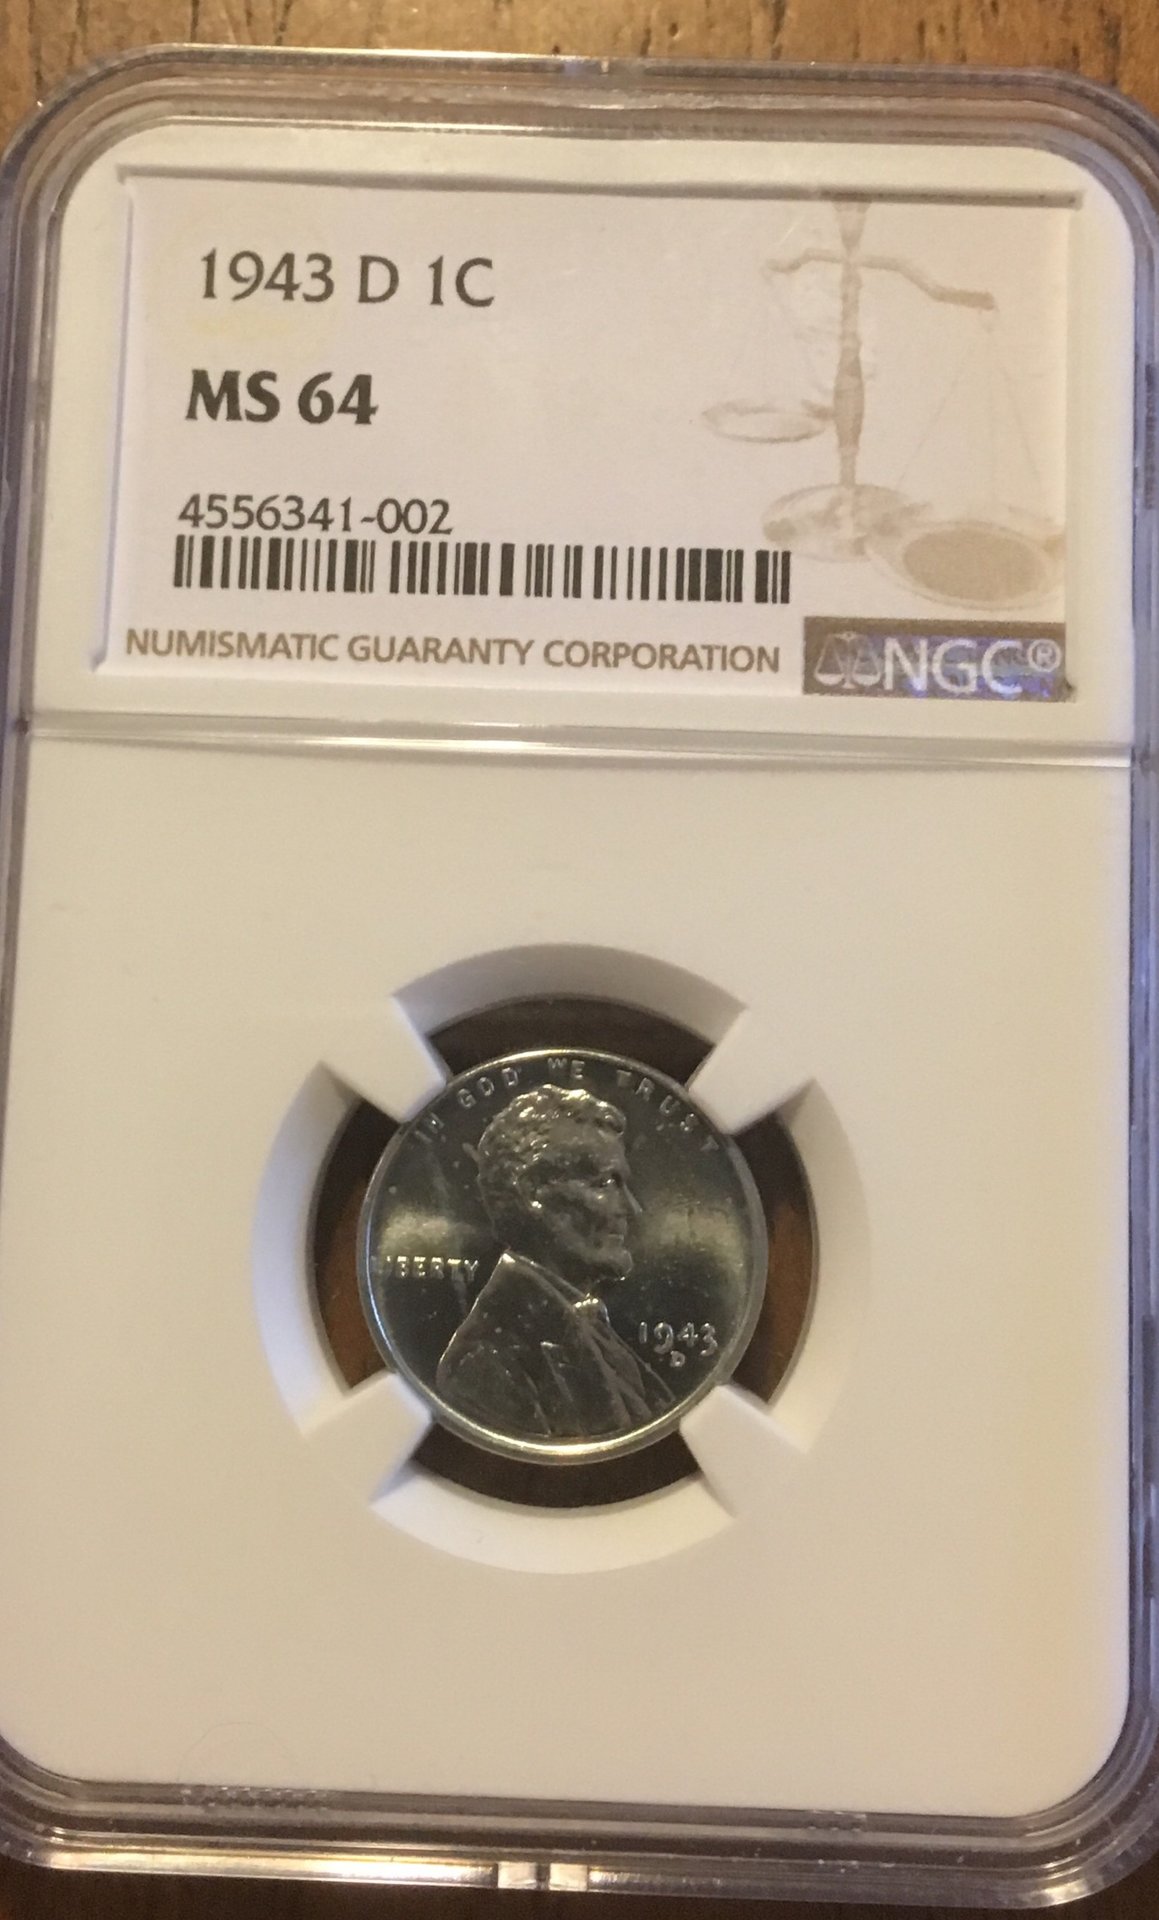 1943 D 1C
MS 64
4556341-002
NUMISMATIC GUARANTY CORPORATION NGC®
IN GOD WE TRUST
LIBERTY
1943
D